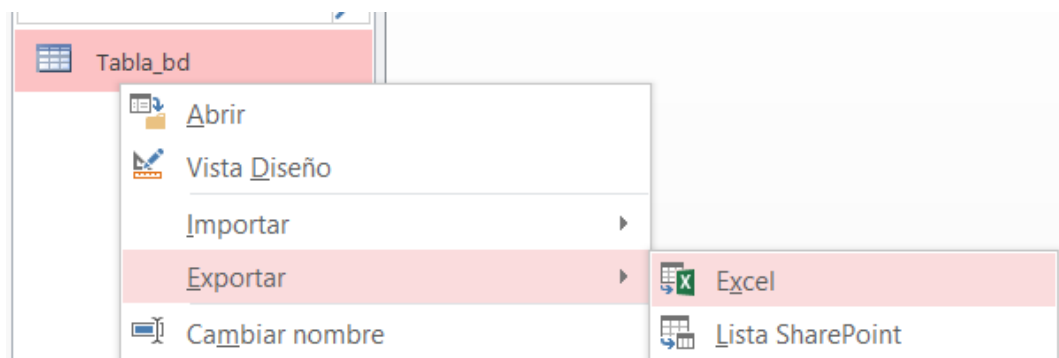 Tabla_bd
Abrir
Vista Diseño
Importar
Exportar
Excel
Cambiar nombre
Lista SharePoint